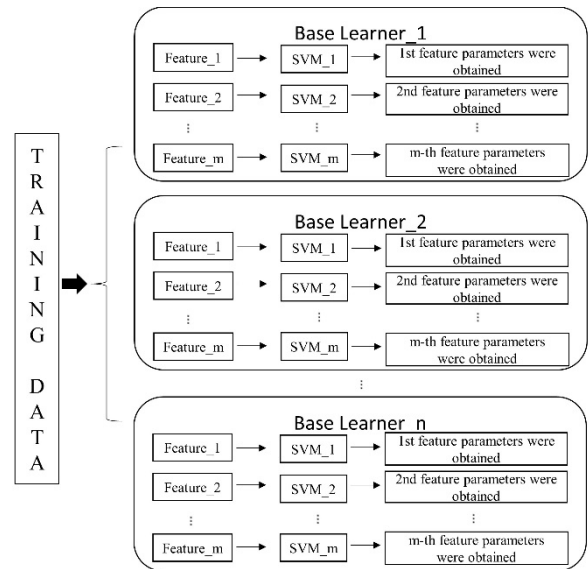 TRAINING DATA
Base Learner_1
Feature_1
SVM_1
1st feature parameters were
obtained
Feature_2
SVM_2
2nd feature parameters were
obtained
Feature_m
SVM_m
m-th feature parameters
were obtained
Base Learner_2
Feature_1
SVM_1
1st feature parameters were
obtained
Feature_2
SVM_2
2nd feature parameters were
obtained
Feature_m
SVM_m
m-th feature parameters
were obtained
Base Learner_n
Feature_1
SVM_1
1st feature parameters were
obtained
Feature_2
SVM_2
2nd feature parameters were
obtained
Feature_m
SVM_m
m-th feature parameters
were obtained